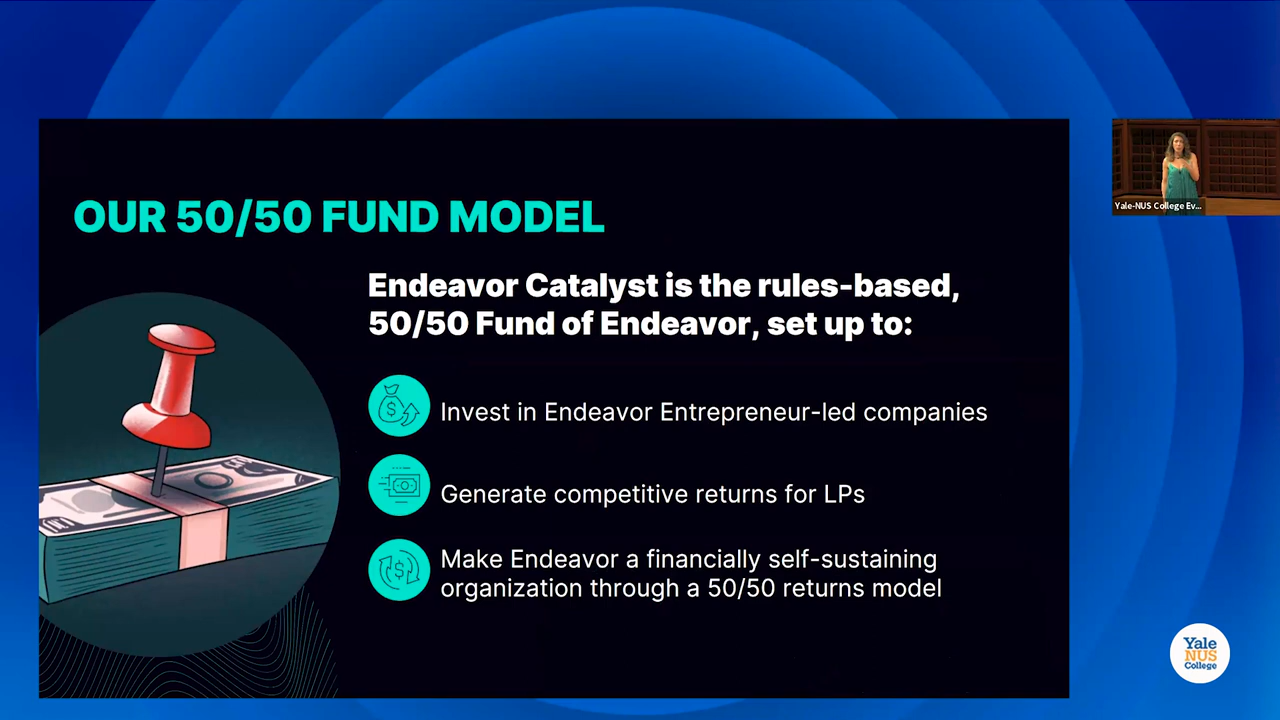 OUR 50/50 FUND MODEL
Endeavor Catalyst is the rules-based,
50/50 Fund of Endeavor, set up to:
Invest in Endeavor Entrepreneur-led companies
Generate competitive returns for LPs
Make Endeavor a financially self-sustaining
organization through a 50/50 returns model
Yale-NUS College Ev...
Yale
NUS
College